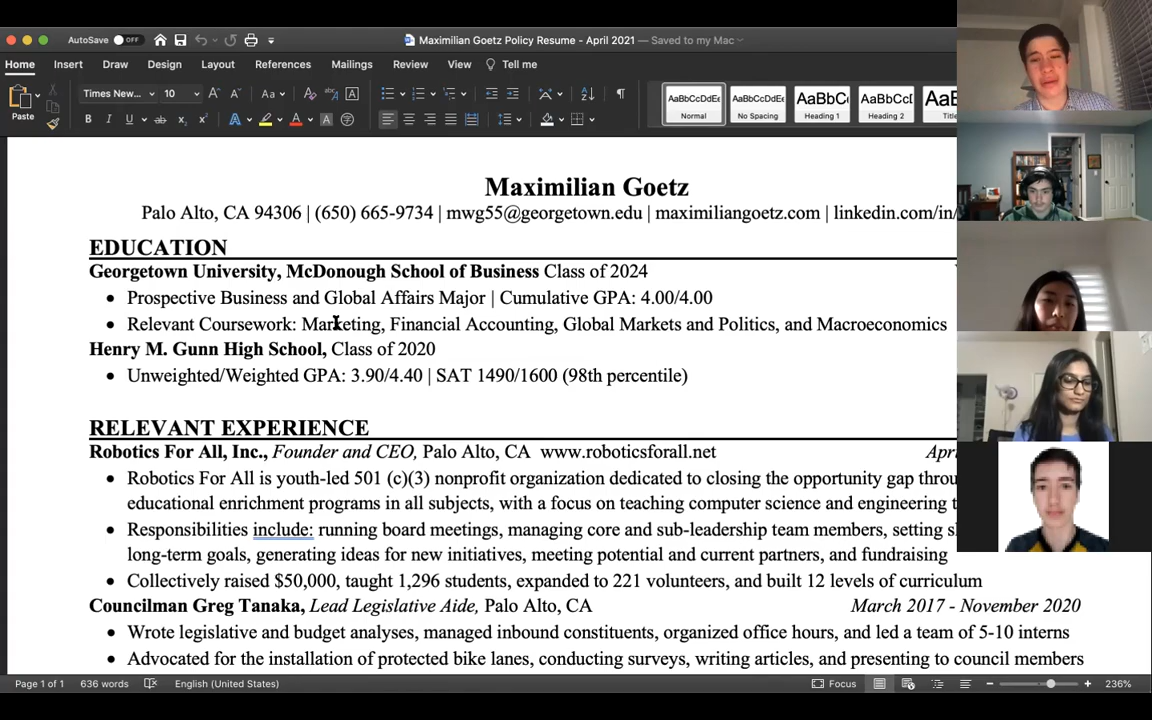 AutoSave OFF
Maximilian Goetz Policy Resume - April 2021 — Saved to my Mac
Home Insert Draw Design Layout References Mailings Review View Tell me
Paste
Times New... 10
AaBbCcDdEe AaBbCcDdEe AaBbC AaBbCcD
Normal No Spacing Heading 1 Heading 2
Maximilian Goetz
Palo Alto, CA 94306 | (650) 665-9734 | mwg55@georgetown.edu | maximiliangoetz.com | linkedin.com/in/
EDUCATION
Georgetown University, McDonough School of Business Class of 2024
• Prospective Business and Global Affairs Major | Cumulative GPA: 4.00/4.00
• Relevant Coursework: Marketing, Financial Accounting, Global Markets and Politics, and Macroeconomics
Henry M. Gunn High School, Class of 2020
• Unweighted/Weighted GPA: 3.90/4.40 | SAT 1490/1600 (98th percentile)
RELEVANT EXPERIENCE
Robotics For All, Inc., Founder and CEO, Palo Alto, CA www.roboticsforall.net
• Robotics For All is youth-led 501 (c)(3) nonprofit organization dedicated to closing the opportunity gap
educational enrichment programs in all subjects, with a focus on teaching computer science and engineering
• Responsibilities include: running board meetings, managing core and sub-leadership team members, setting
long-term goals, generating ideas for new initiatives, meeting potential and current partners, and fundraising
• Collectively raised $50,000, taught 1,296 students, expanded to 221 volunteers, and built 12 levels of curriculum
Councilman Greg Tanaka, Lead Legislative Aide, Palo Alto, CA March 2017 - November 2020
• Wrote legislative and budget analyses, managed inbound constituents, organized office hours, and led a team of 5-10 interns
• Advocated for the installation of protected bike lanes, conducting surveys, writing articles, and presenting to council members
Page 1 of 1 636 words English (United States) Focus 236%